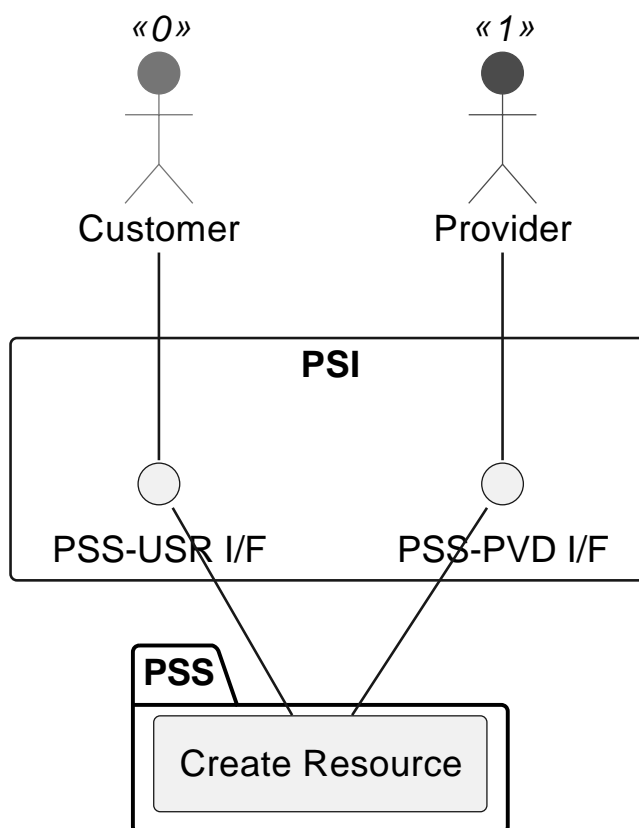 «0» «1»
Customer Provider
PSI
PSS-USR I/F PSS-PVD I/F
PSS
Create Resource